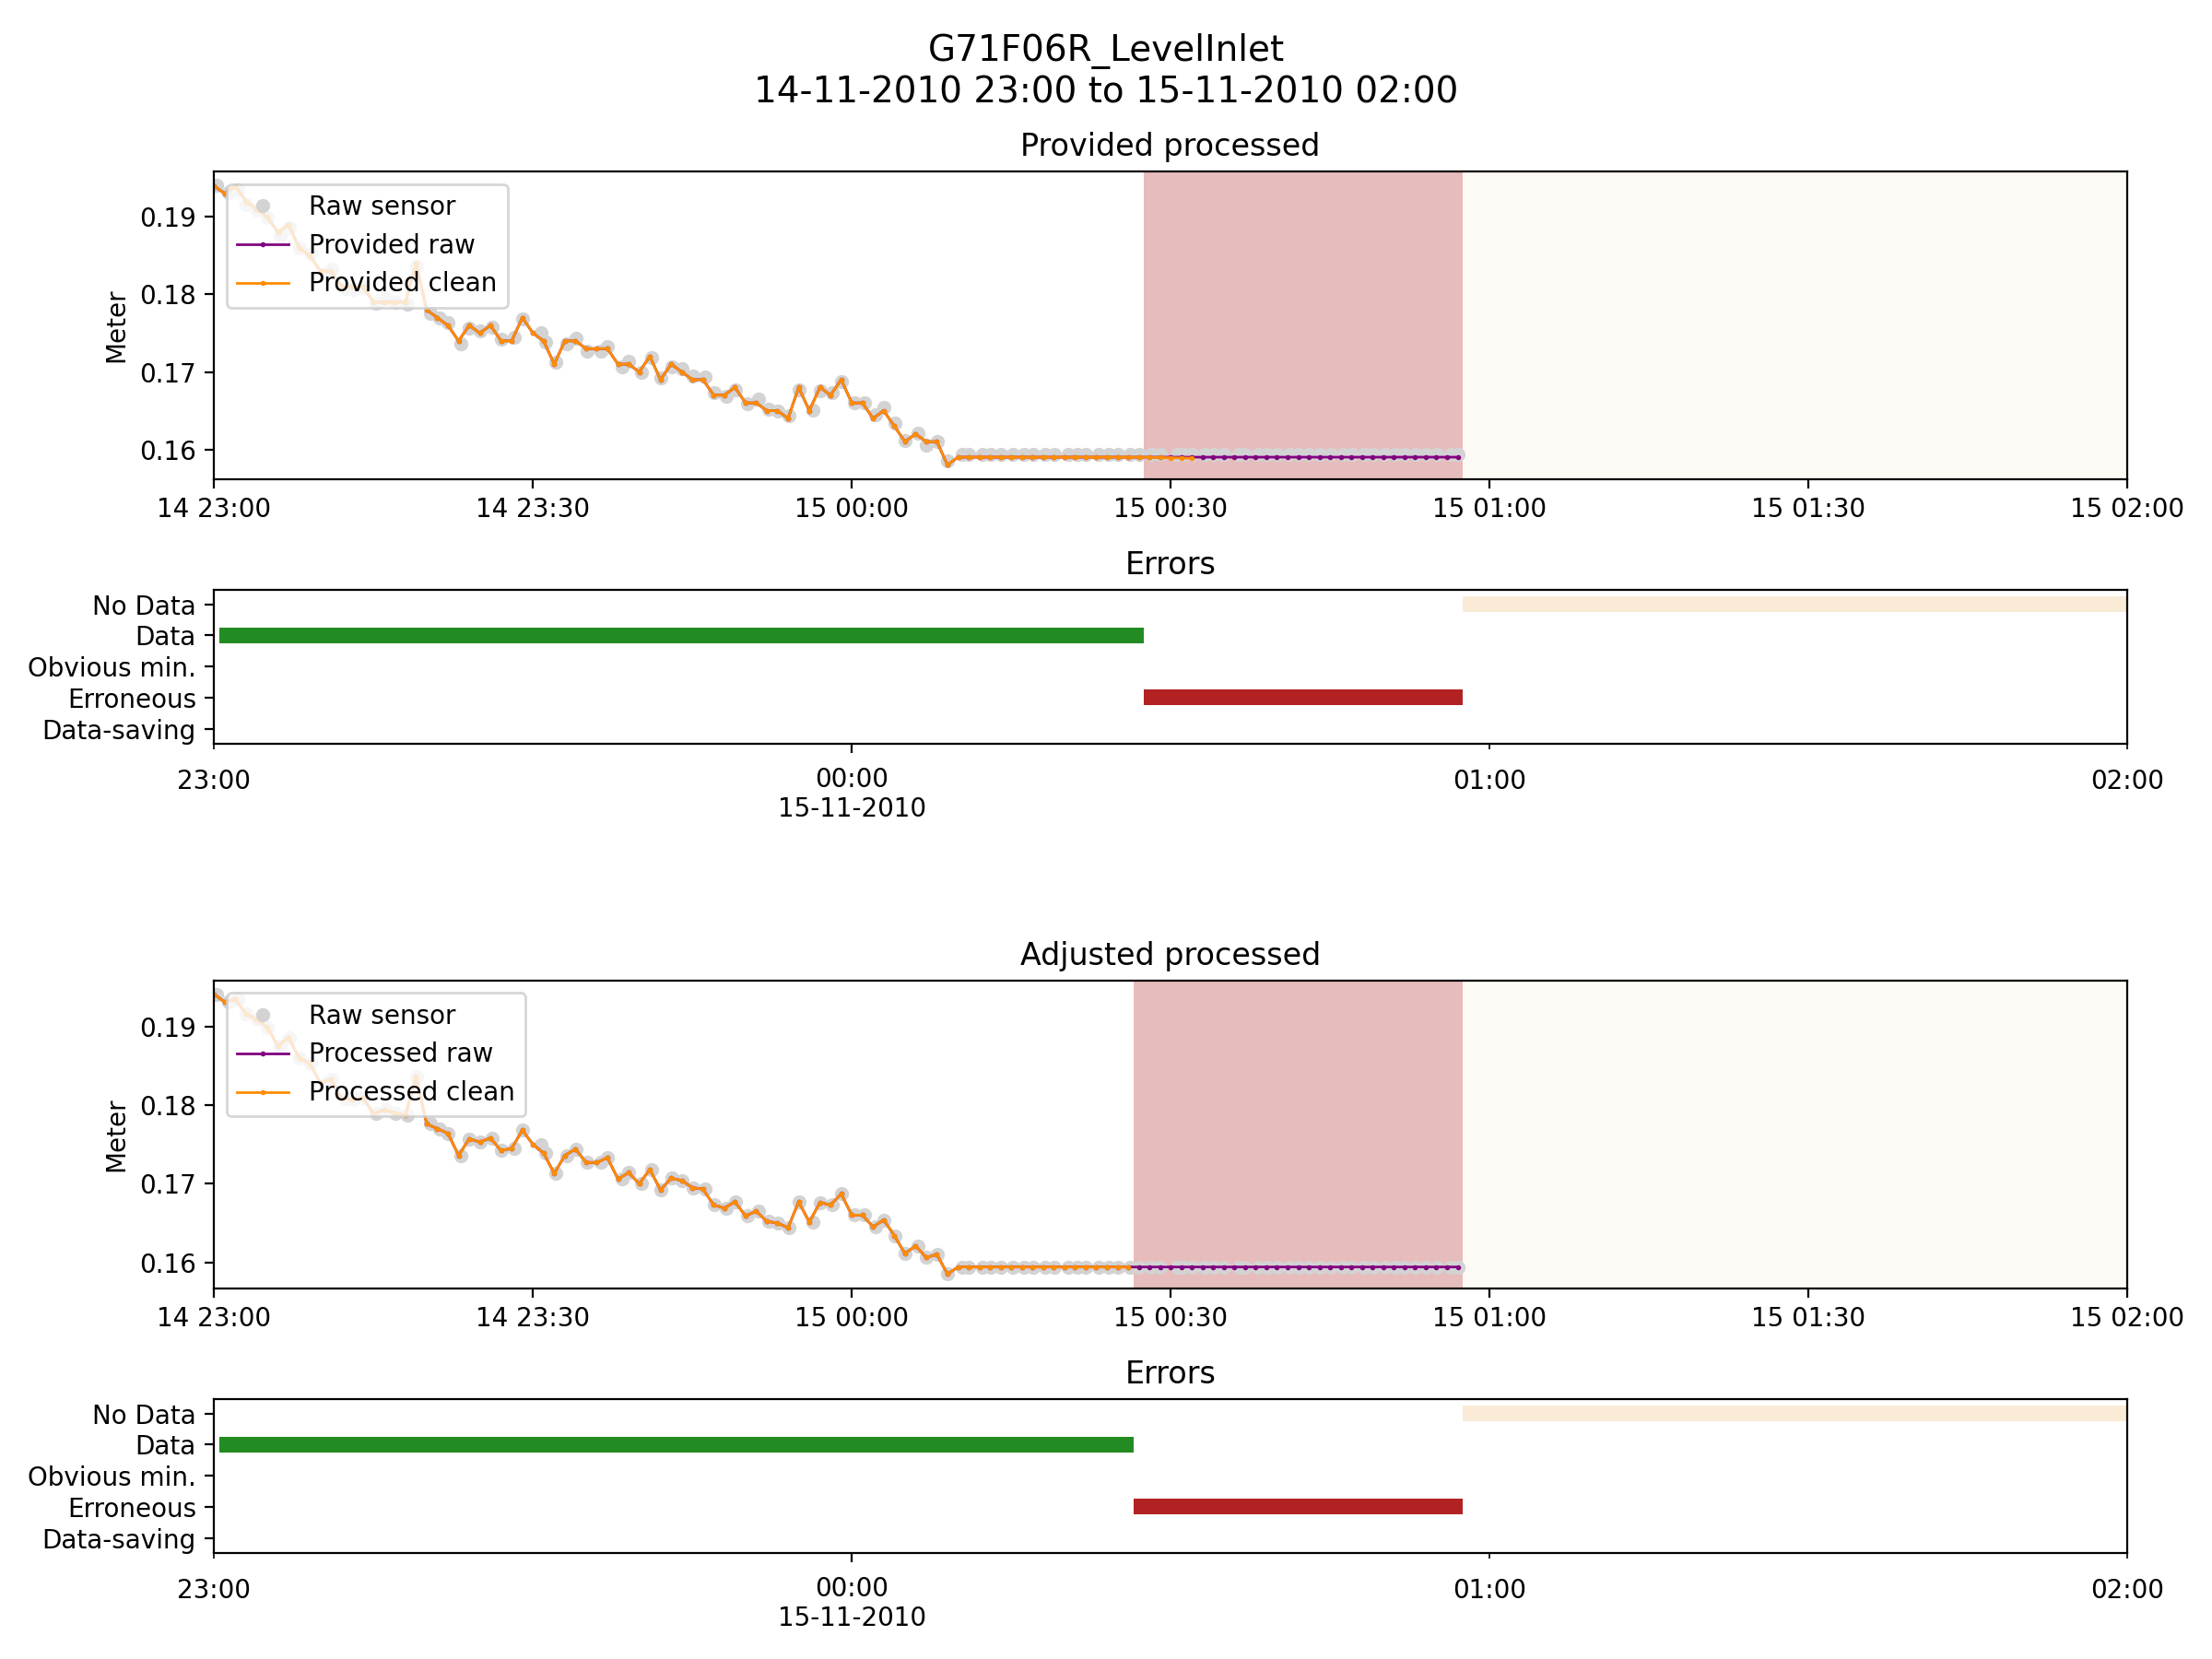 G71F06R_LevelInlet
14-11-2010 23:00 to 15-11-2010 02:00
Provided processed
Raw sensor
Provided raw
Provided clean
Meter
0.19
0.18
0.17
0.16
14 23:00 14 23:30 15 00:00 15 00:30 15 01:00 15 01:30 15 02:00
Errors
No Data
Data
Obvious min.
Erroneous
Data-saving
23:00 00:00 01:00 02:00
15-11-2010
Adjusted processed
Raw sensor
Processed raw
Processed clean
Meter
0.19
0.18
0.17
0.16
14 23:00 14 23:30 15 00:00 15 00:30 15 01:00 15 01:30 15 02:00
Errors
No Data
Data
Obvious min.
Erroneous
Data-saving
23:00 00:00 01:00 02:00
15-11-2010